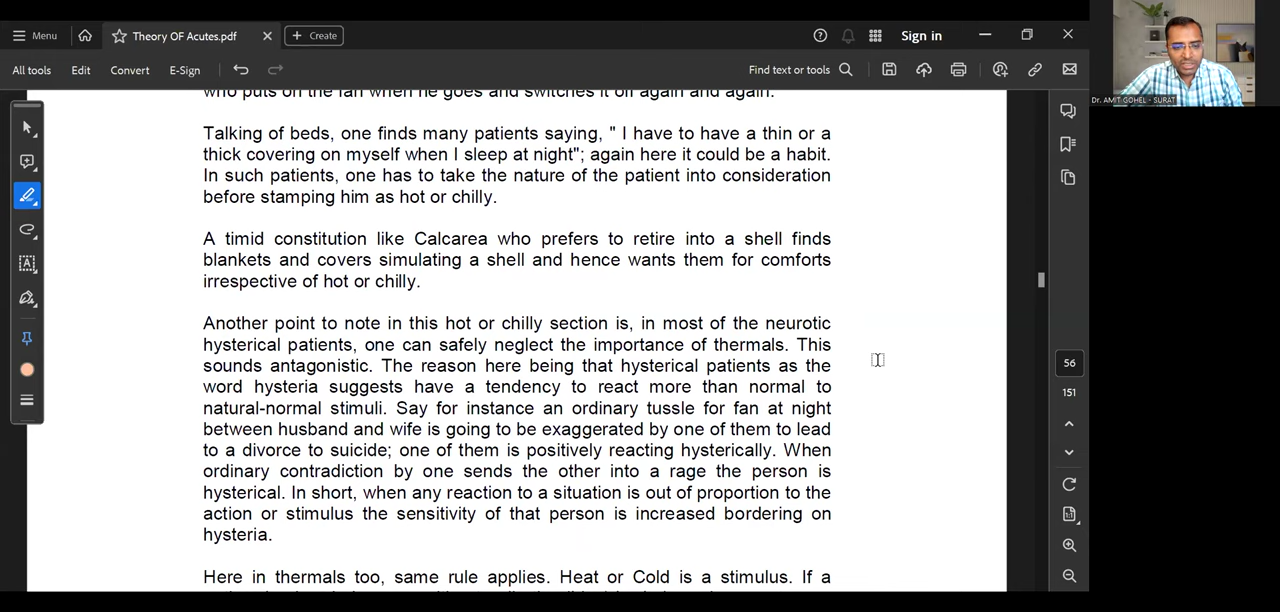 Menu
Theory OF Acutes.pdf
Create
Sign in
All tools Edit Convert E-Sign
Find text or tools
Dr. AMIT GOHEL - SURAT
who puts on the fan when he goes and switches it off again and again.
Talking of beds, one finds many patients saying, " I have to have a thin or a
thick covering on myself when I sleep at night"; again here it could be a habit.
In such patients, one has to take the nature of the patient into consideration
before stamping him as hot or chilly.
A timid constitution like Calcarea who prefers to retire into a shell finds
blankets and covers simulating a shell and hence wants them for comforts
irrespective of hot or chilly.
Another point to note in this hot or chilly section is, in most of the neurotic
hysterical patients, one can safely neglect the importance of thermals. This
sounds antagonistic. The reason here being that hysterical patients as the
word hysteria suggests have a tendency to react more than normal to
natural-normal stimuli. Say for instance an ordinary tussle for fan at night
between husband and wife is going to be exaggerated by one of them to lead
to a divorce to suicide; one of them is positively reacting hysterically. When
ordinary contradiction by one sends the other into a rage the person is
hysterical. In short, when any reaction to a situation is out of proportion to the
action or stimulus the sensitivity of that person is increased bordering on
hysteria.
Here in thermals too, same rule applies. Heat or Cold is a stimulus. If a
56
151